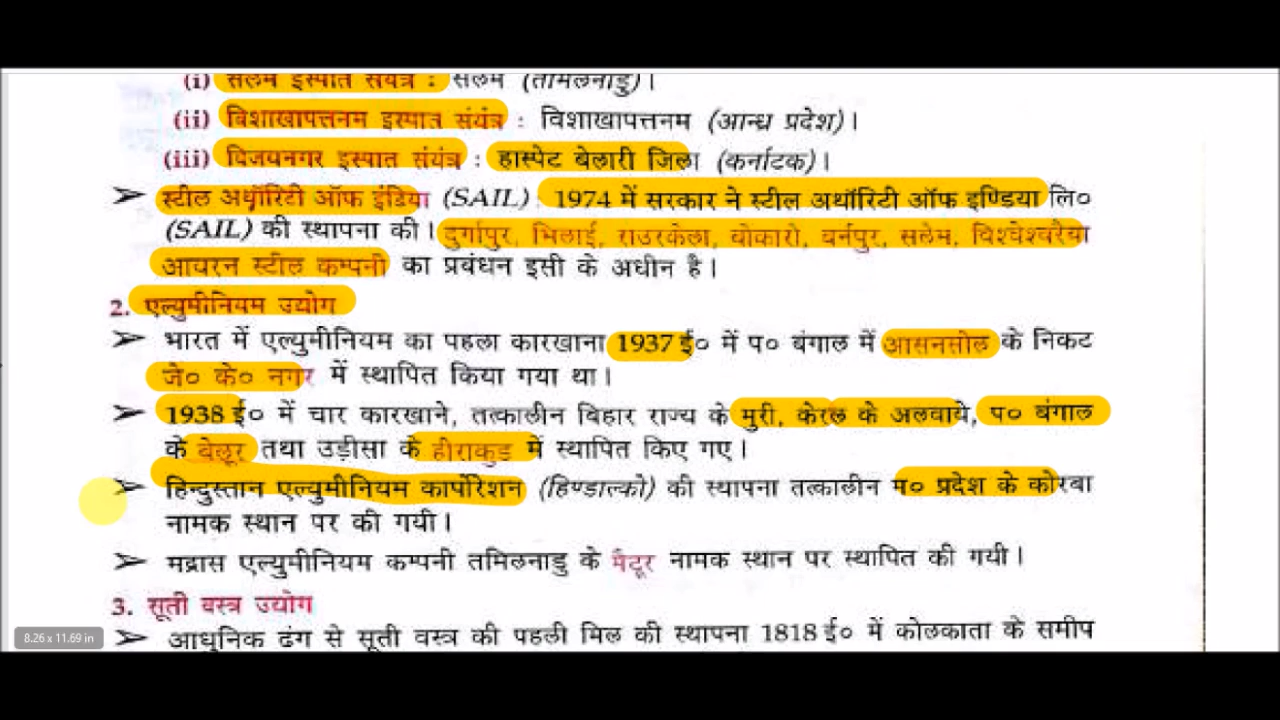 (i) सलेम इस्पात संयंत्र : सलेम (तामिलनाडु)।
(ii) विशाखापत्तनम इस्पात संयंत्र : विशाखापत्तनम (आन्ध्र प्रदेश)।
(iii) विजयनगर इस्पात संयंत्र : हास्पेट बेलारी जिला (कर्नाटक)।
➢ स्टील अथॉरिटी ऑफ इंडिया (SAIL) : 1974 में सरकार ने स्टील अथॉरिटी ऑफ इण्डिया लि०
(SAIL) की स्थापना की। दुर्गापुर, भिलाई, राउरकेला, बोकारो, बर्नपुर, सलेम, विश्वेश्वरैया
आयरन स्टील कम्पनी का प्रबंधन इसी के अधीन है।
2. एल्युमीनियम उद्योग
➢ भारत में एल्युमीनियम का पहला कारखाना 1937 ई० में प० बंगाल में आसनसोल के निकट
जे० के० नगर में स्थापित किया गया था।
➢ 1938 ई० में चार कारखाने, तत्कालीन बिहार राज्य के मुरी, केरल के अलवाये, प० बंगाल
के बेलूर तथा उड़ीसा के हीराकुड में स्थापित किए गए।
➢ हिन्दुस्तान एल्युमीनियम कार्पोरेशन (हिण्डाल्को) की स्थापना तत्कालीन म० प्रदेश के कोरबा
नामक स्थान पर की गयी।
➢ मद्रास एल्युमीनियम कम्पनी तमिलनाडु के मैटूर नामक स्थान पर स्थापित की गयी।
3. सूती वस्त्र उद्योग
➢ आधुनिक ढंग से सूती वस्त्र की पहली मिल की स्थापना 1818 ई० में कोलकाता के समीप
8.26 x 11.69 in